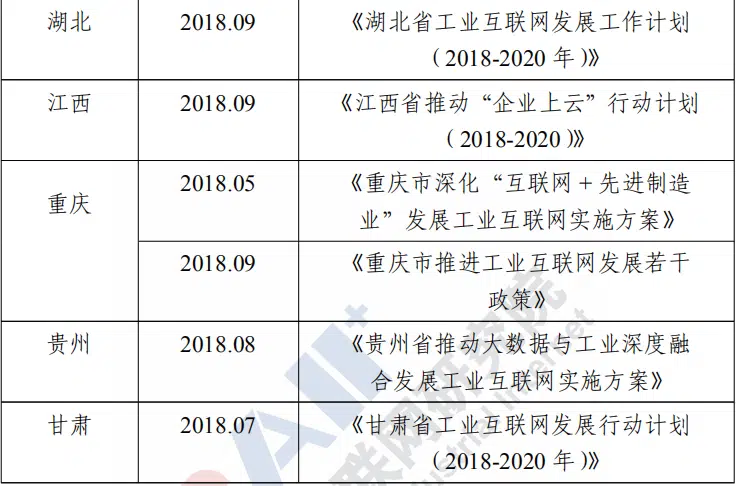 湖北 2018.09 《湖北省工业互联网发展工作计划
（2018-2020 年）》
江西 2018.09 《江西省推动“企业上云”行动计划
（2018-2020）》
重庆 2018.05 《重庆市深化“互联网＋先进制造
业”发展工业互联网实施方案》
2018.09 《重庆市推进工业互联网发展若干
政策》
贵州 2018.08 《贵州省推动大数据与工业深度融
合发展工业互联网实施方案》
甘肃 2018.07 《甘肃省工业互联网发展行动计划
（2018-2020 年）》